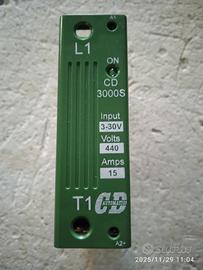 A1-
L1
ON
CD
3000S
Input
3-30V
Volts
440
Amps
15
T1
CD
AUTOMATION
A2+
2025/11/29 11:04